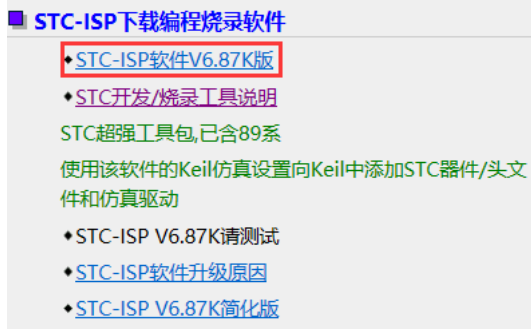 STC-ISP下载编程烧录软件
STC-ISP软件V6.87K版
STC开发/烧录工具说明
STC超强工具包,已含89系
使用该软件的Keil仿真设置向Keil中添加STC器件/头文
件和仿真驱动
STC-ISP V6.87K请测试
STC-ISP软件升级原因
STC-ISP V6.87K简化版